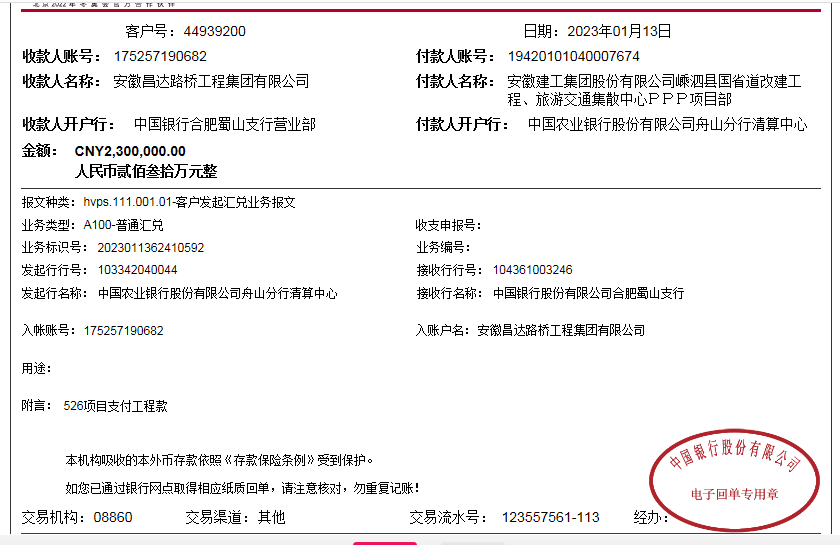 北京2022年冬奥会官方合作伙伴
客户号：44939200 日期：2023年01月13日
收款人账号： 175257190682 付款人账号： 19420101040007674
收款人名称： 安徽昌达路桥工程集团有限公司 付款人名称： 安徽建工集团股份有限公司嵊泗县国省道改建工
程、旅游交通集散中心ＰＰＰ项目部
收款人开户行： 中国银行合肥蜀山支行营业部 付款人开户行： 中国农业银行股份有限公司舟山分行清算中心
金额： CNY2,300,000.00
人民币贰佰叁拾万元整
报文种类：hvps.111.001.01-客户发起汇兑业务报文
业务类型：A100-普通汇兑 收支申报号：
业务标识号： 2023011362410592 业务编号：
发起行行号： 103342040044 接收行行号： 104361003246
发起行名称： 中国农业银行股份有限公司舟山分行清算中心 接收行名称： 中国银行股份有限公司合肥蜀山支行
入帐账号：175257190682 入账户名：安徽昌达路桥工程集团有限公司
用途：
附言： 526项目支付工程款
本机构吸收的本外币存款依照《存款保险条例》受到保护。
如您已通过银行网点取得相应纸质回单，请注意核对，勿重复记账！
中国银行股份有限公司
电子回单专用章
交易机构：08860 交易渠道：其他 交易流水号： 123557561-113 经办：